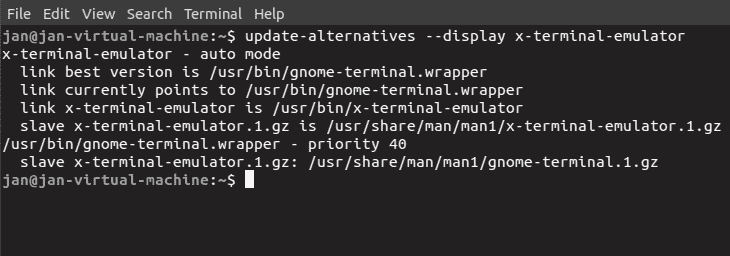 File Edit View Search Terminal Help
jan@jan-virtual-machine:~$ update-alternatives --display x-terminal-emulator
x-terminal-emulator - auto mode
  link best version is /usr/bin/gnome-terminal.wrapper
  link currently points to /usr/bin/gnome-terminal.wrapper
  link x-terminal-emulator is /usr/bin/x-terminal-emulator
  slave x-terminal-emulator.1.gz is /usr/share/man/man1/x-terminal-emulator.1.gz
/usr/bin/gnome-terminal.wrapper - priority 40
  slave x-terminal-emulator.1.gz: /usr/share/man/man1/gnome-terminal.1.gz
jan@jan-virtual-machine:~$